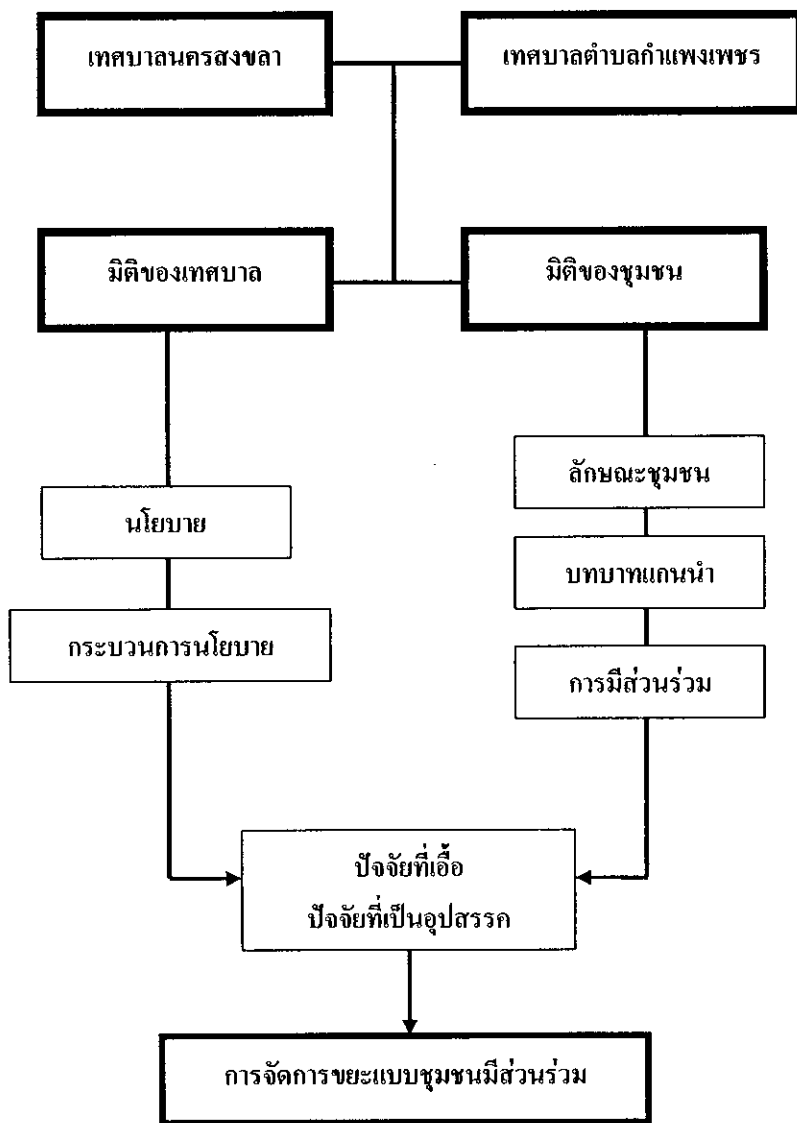 เทศบาลนครสงขลา
เทศบาลตำบลกำแพงเพชร
มิติของเทศบาล
มิติของชุมชน
ลักษณะชุมชน
นโยบาย
บทบาทแกนนำ
กระบวนการนโยบาย
การมีส่วนร่วม
ปัจจัยที่เอื้อ
ปัจจัยที่เป็นอุปสรรค
การจัดการขยะแบบชุมชนมีส่วนร่วม